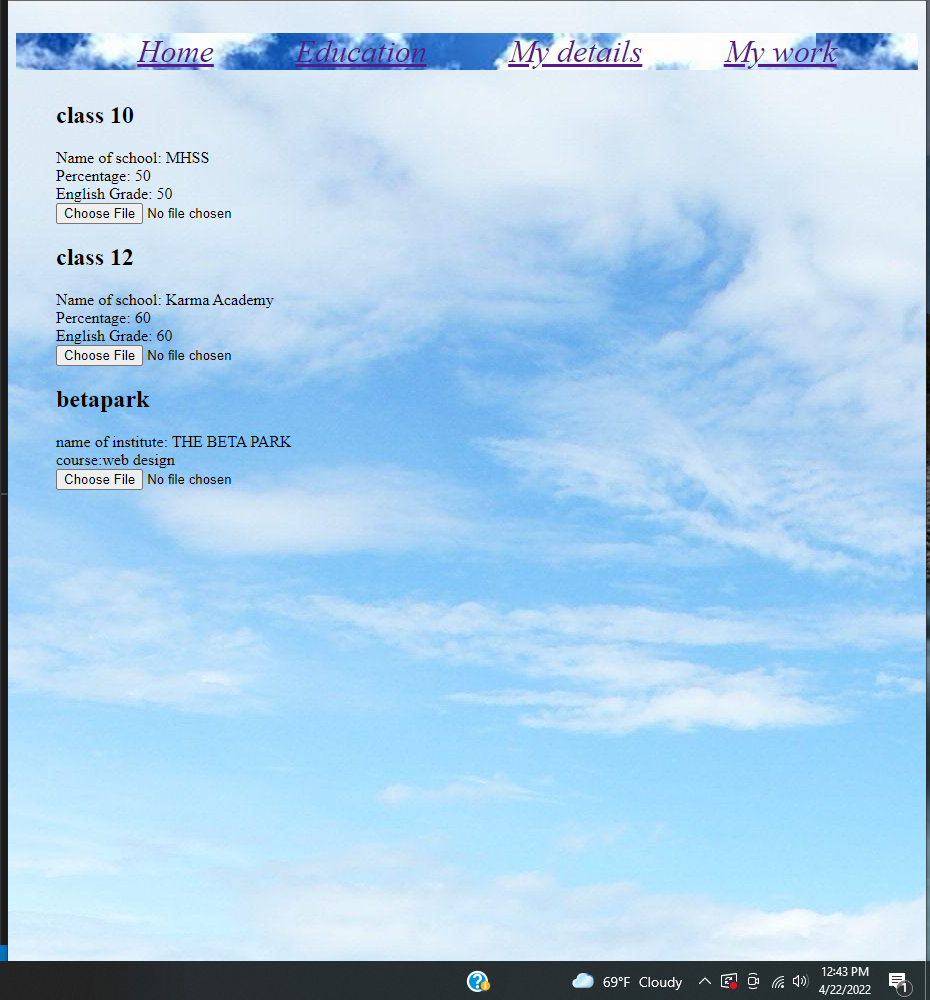 Home Education My details My work
class 10
Name of school: MHSS
Percentage: 50
English Grade: 50
Choose File No file chosen
class 12
Name of school: Karma Academy
Percentage: 60
English Grade: 60
Choose File No file chosen
betapark
name of institute: THE BETA PARK
course:web design
Choose File No file chosen
69°F Cloudy
12:43 PM
4/22/2022
1